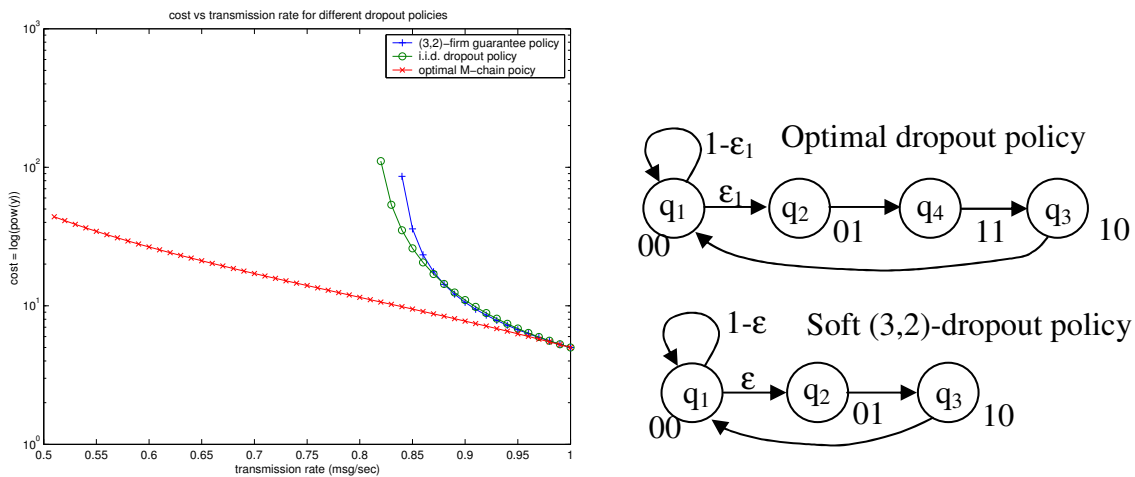 cost vs transmission rate for different dropout policies
(3,2)-firm guarantee policy
i.i.d. dropout policy
optimal M-chain poicy
cost = log(pow(y))
10³
10²
10¹
10⁰
0.5 0.55 0.6 0.65 0.7 0.75 0.8 0.85 0.9 0.95 1
transmission rate (msg/sec)
Optimal dropout policy
1-ε₁
q₁ ε₁ q₂ q₄ q₃
00 01 11 10
Soft (3,2)-dropout policy
1-ε
q₁ ε q₂ q₃
00 01 10